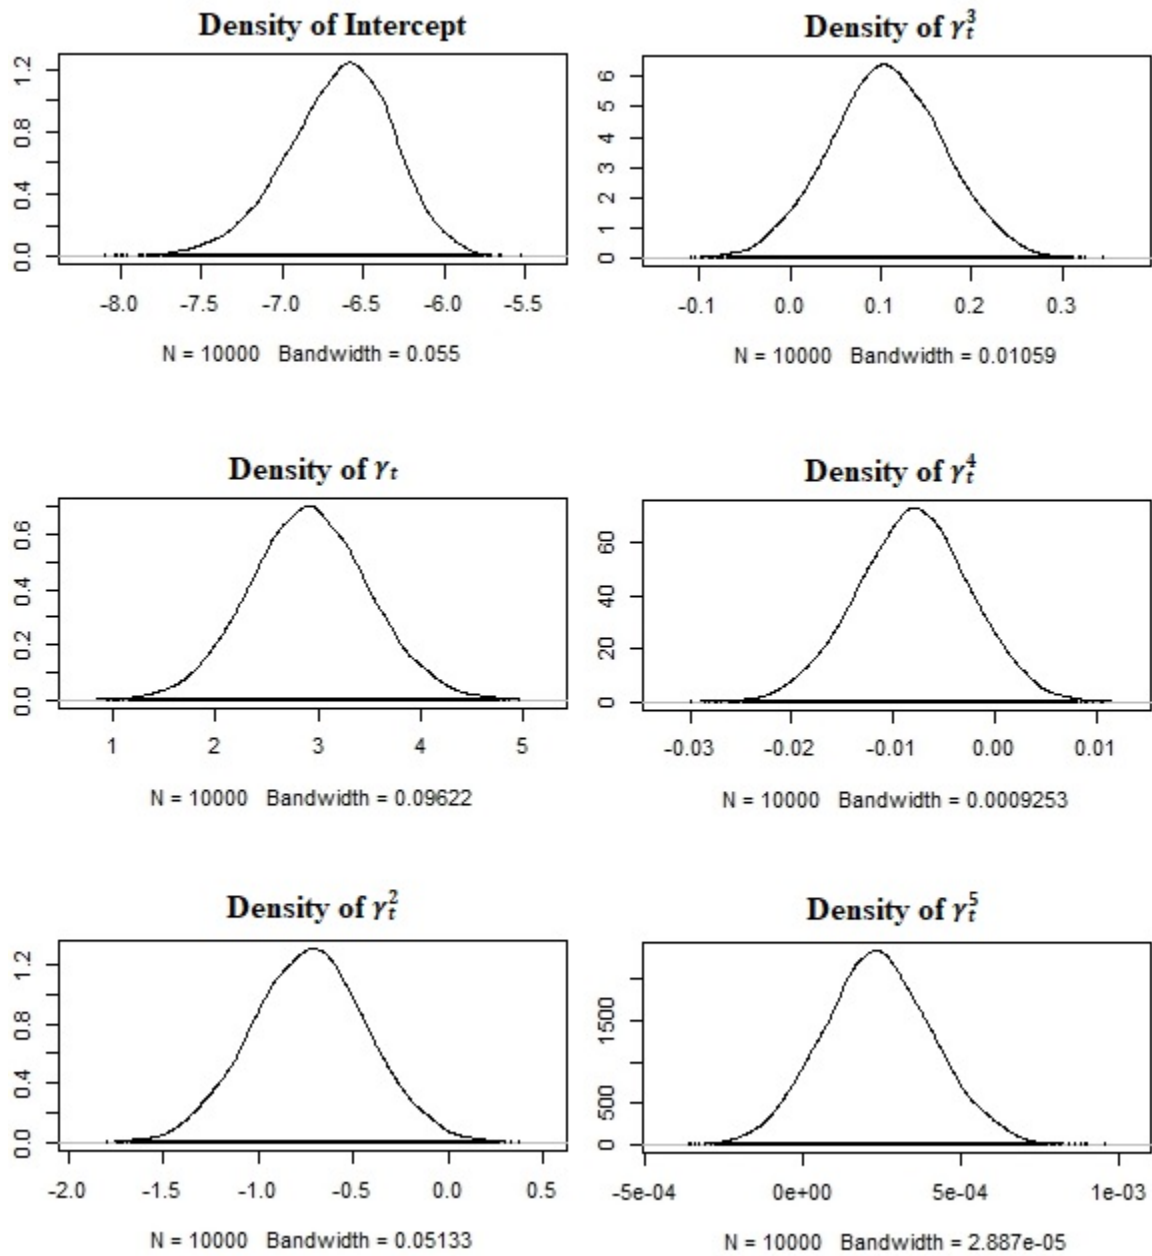 Density of Intercept
1.2
0.8
0.4
0.0
-8.0 -7.5 -7.0 -6.5 -6.0 -5.5
N = 10000 Bandwidth = 0.055
Density of γₜ³
6
5
4
3
2
1
0
-0.1 0.0 0.1 0.2 0.3
N = 10000 Bandwidth = 0.01059
Density of γₜ
0.6
0.4
0.2
0.0
1 2 3 4 5
N = 10000 Bandwidth = 0.09622
Density of γₜ⁴
60
40
20
0
-0.03 -0.02 -0.01 0.00 0.01
N = 10000 Bandwidth = 0.0009253
Density of γₜ²
1.2
0.8
0.4
0.0
-2.0 -1.5 -1.0 -0.5 0.0 0.5
N = 10000 Bandwidth = 0.05133
Density of γₜ⁵
1500
500
0
-5e-04 0e+00 5e-04 1e-03
N = 10000 Bandwidth = 2.887e-05